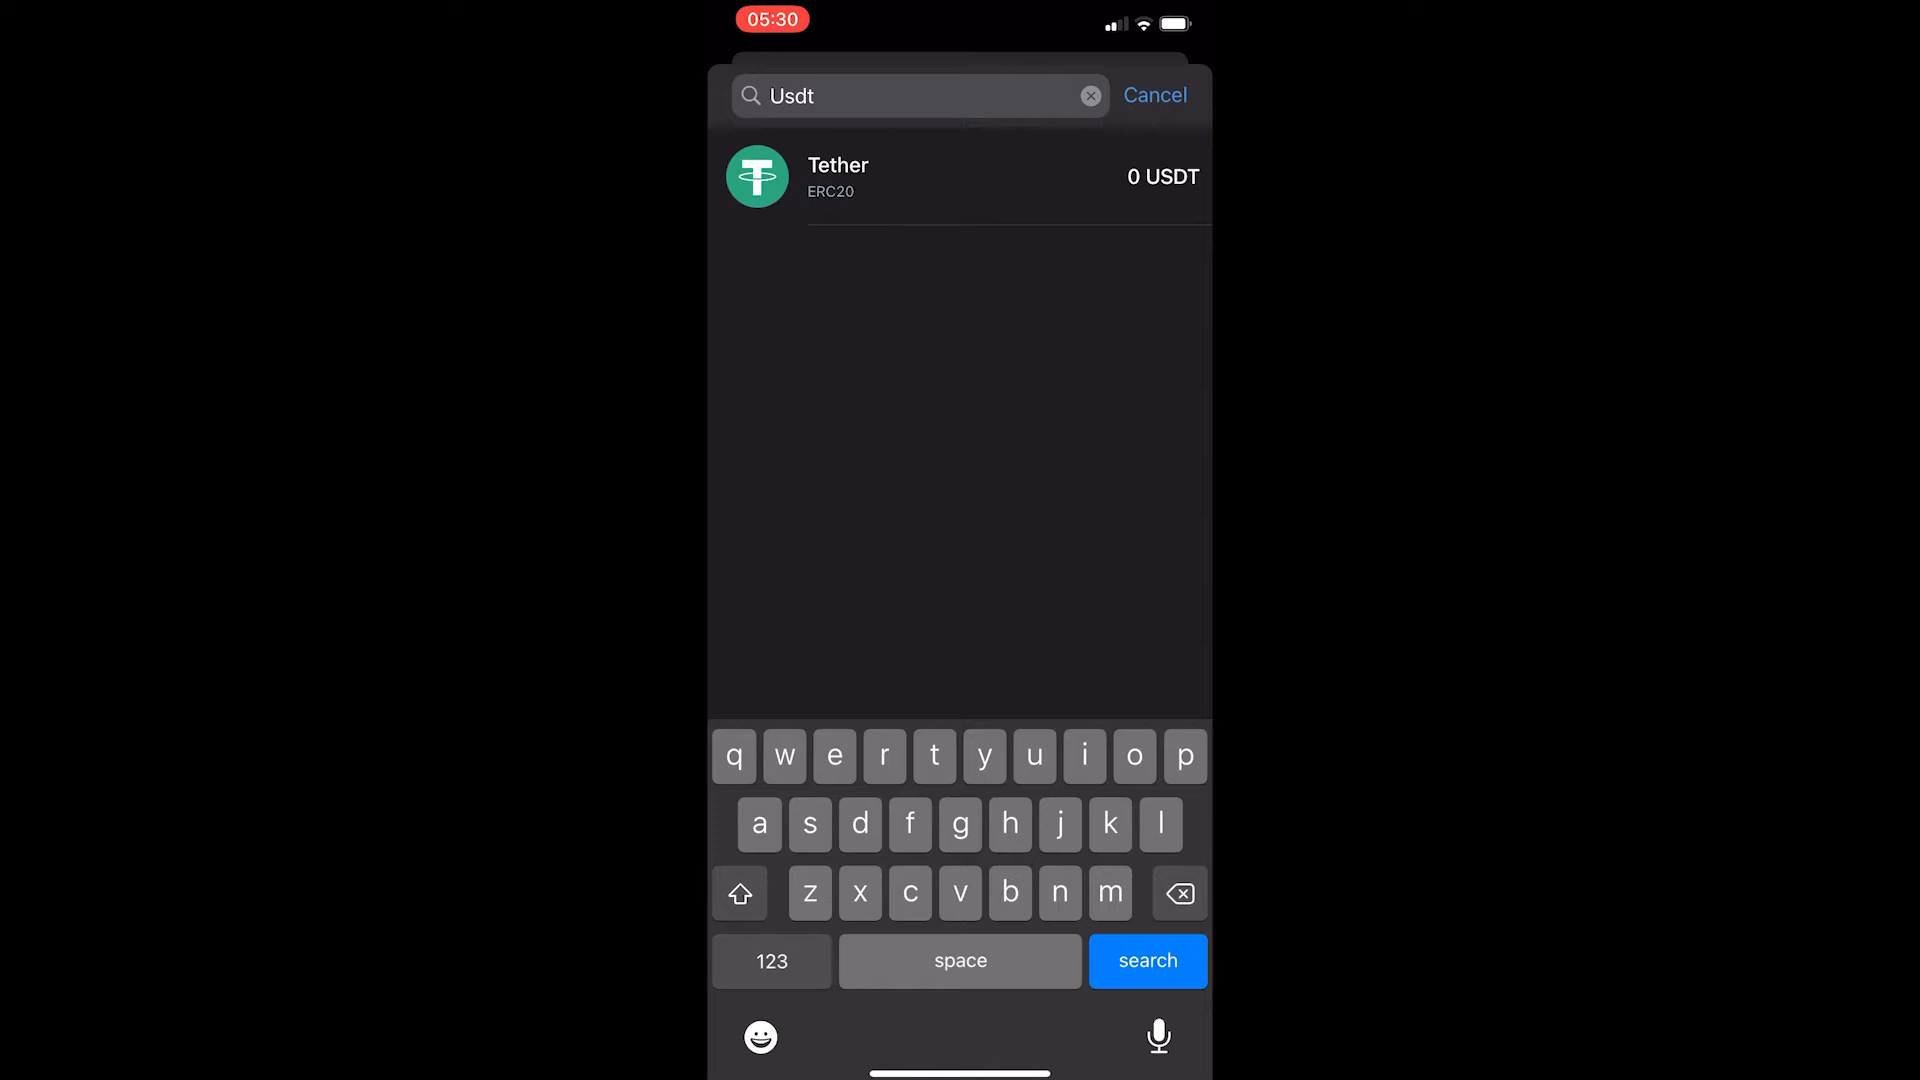 05:30
Usdt
Cancel
Tether
ERC20
0 USDT
q w e r t y u i o p
a s d f g h j k l
z x c v b n m
123
space
search